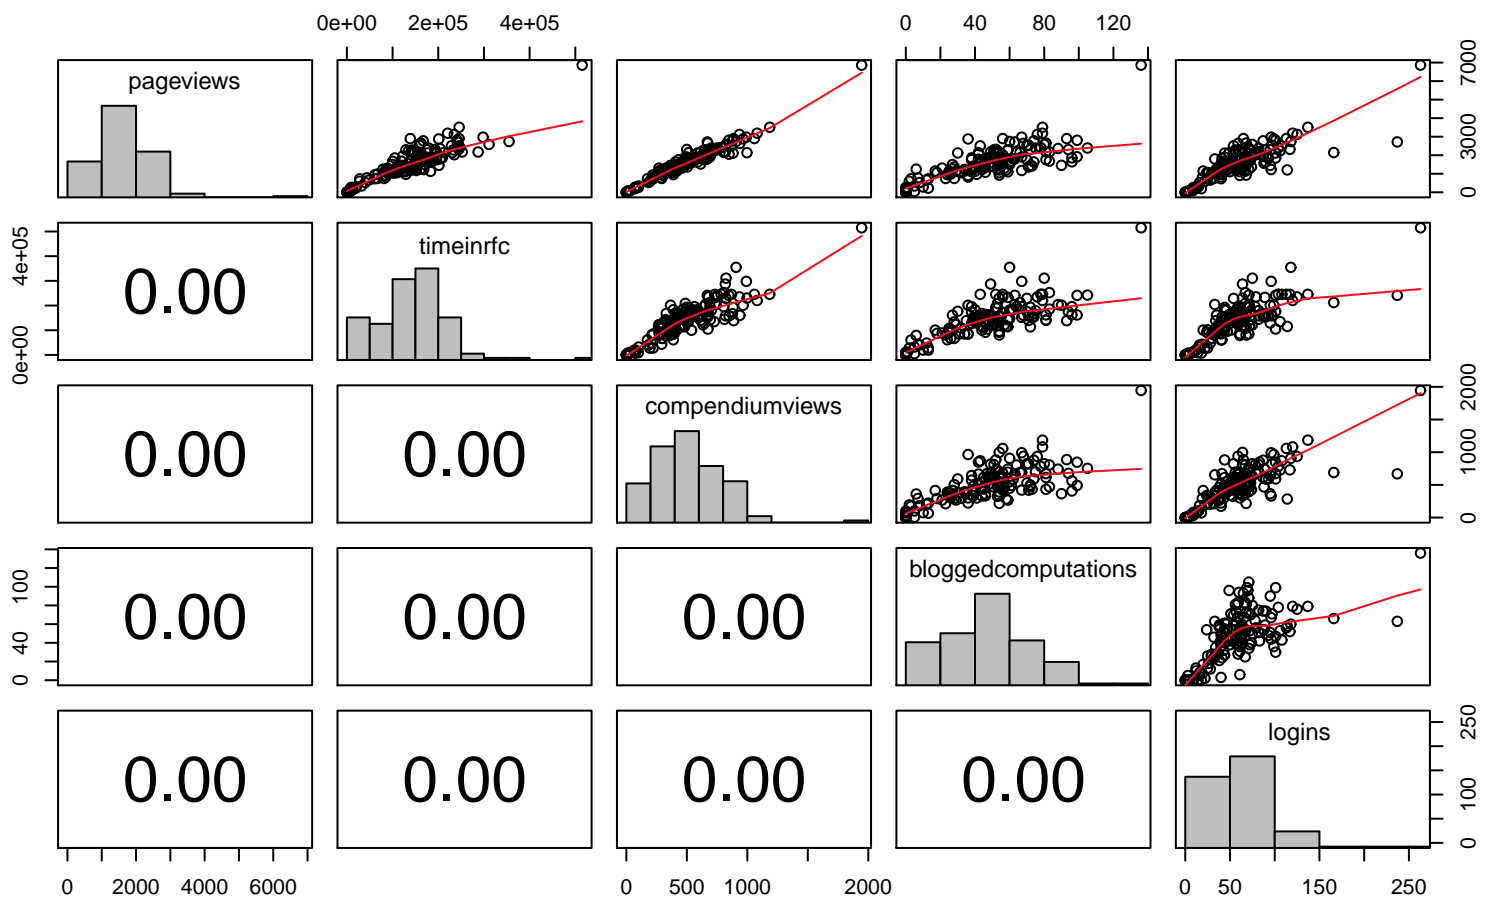 0e+00 2e+05 4e+05 0 40 80 120
pageviews
0 3000 7000
0e+00 4e+05
0.00
timeinrfc
0.00 0.00
compendiumviews
0 1000 2000
0 40 100
0.00 0.00 0.00
bloggedcomputations
0.00 0.00 0.00 0.00
logins
0 100 250
0 2000 4000 6000 0 500 1000 2000 0 50 150 250